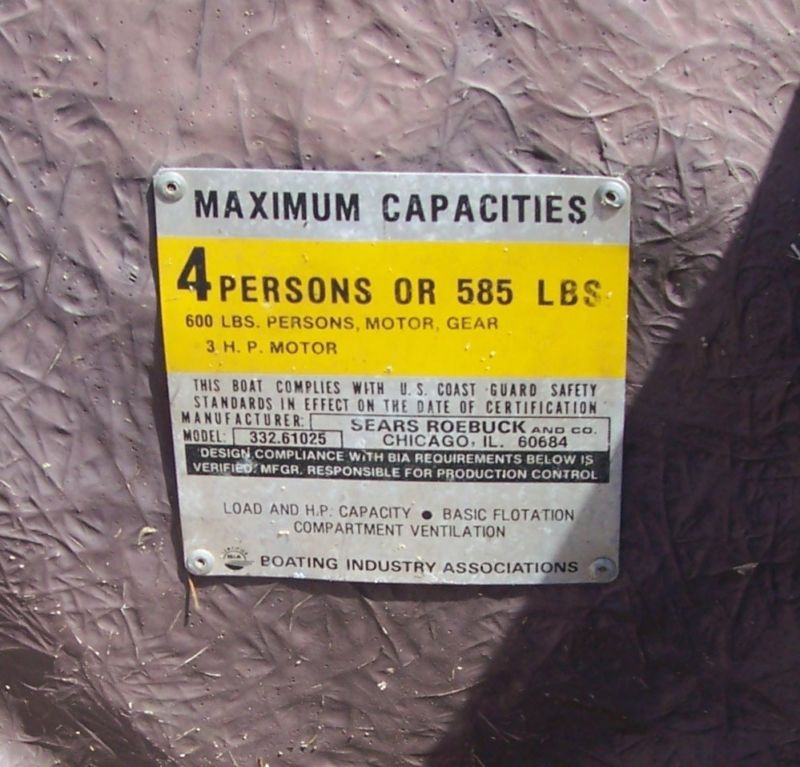 MAXIMUM CAPACITIES
4 PERSONS OR 585 LBS
600 LBS. PERSONS, MOTOR, GEAR
3 H. P. MOTOR
THIS BOAT COMPLIES WITH U.S. COAST GUARD SAFETY
STANDARDS IN EFFECT ON THE DATE OF CERTIFICATION
MANUFACTURER: SEARS ROEBUCK AND CO.
MODEL: 332.61025 CHICAGO, IL. 60684
DESIGN COMPLIANCE WITH BIA REQUIREMENTS BELOW IS
VERIFIED. MFGR. RESPONSIBLE FOR PRODUCTION CONTROL
LOAD AND H.P. CAPACITY ● BASIC FLOTATION
COMPARTMENT VENTILATION
BOATING INDUSTRY ASSOCIATIONS